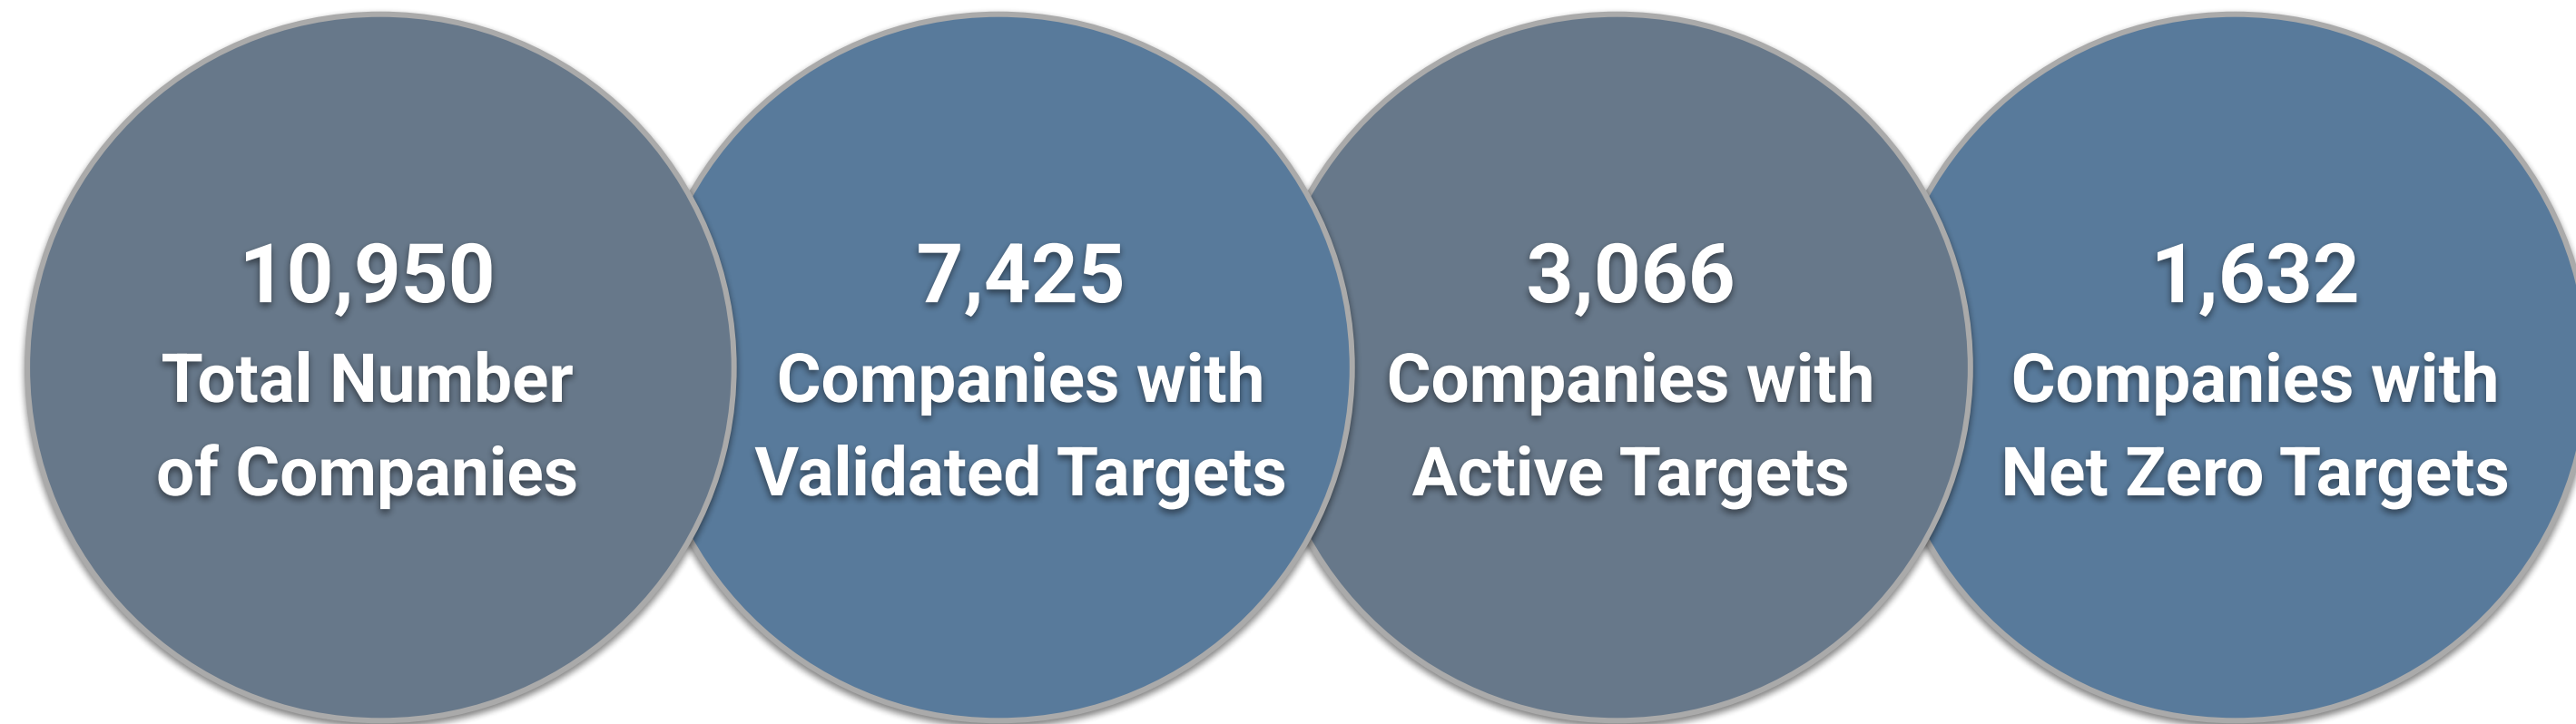 10,950
Total Number
of Companies
7,425
Companies with
Validated Targets
3,066
Companies with
Active Targets
1,632
Companies with
Net Zero Targets